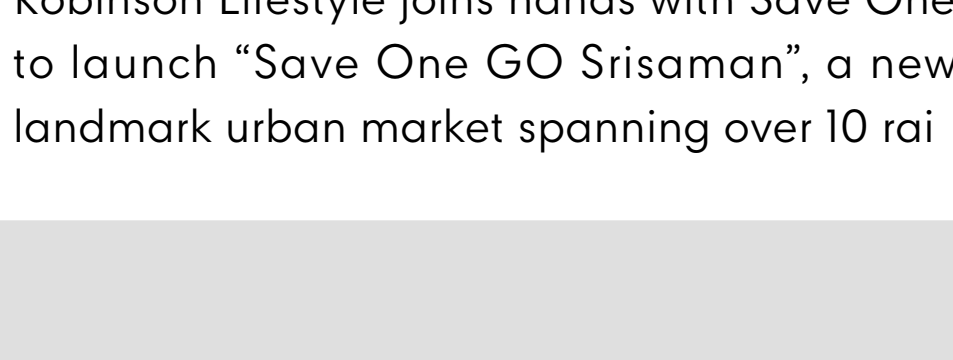 Robinson Lifestyle joins hands with Save One
to launch “Save One GO Srisaman”, a new
landmark urban market spanning over 10 rai